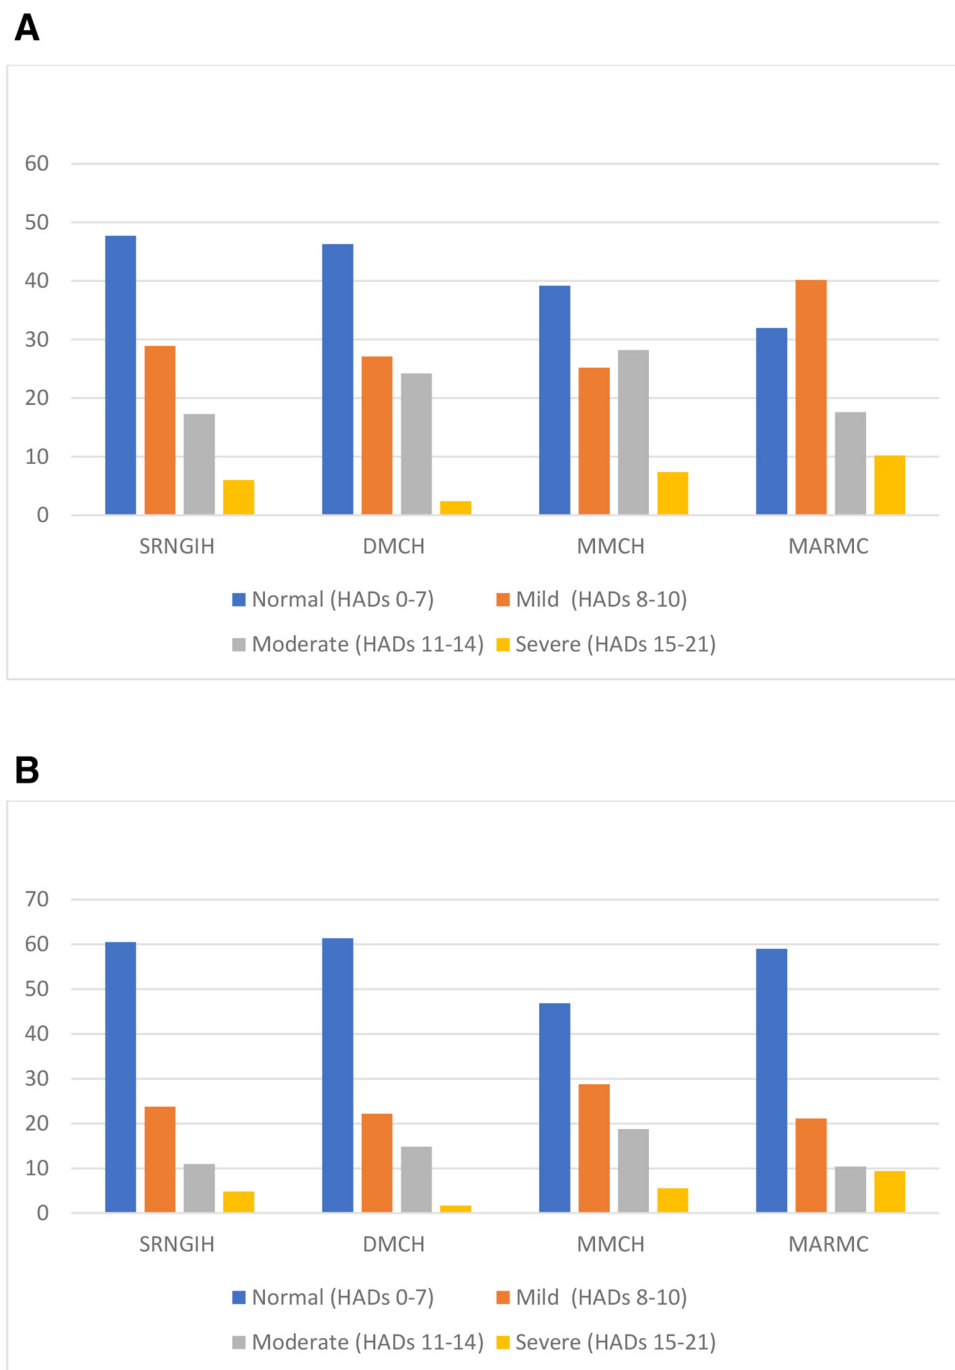 A
60
50
40
30
20
10
0
SRNGIH DMCH MMCH MARMC
Normal (HADs 0-7) Mild (HADs 8-10)
Moderate (HADs 11-14) Severe (HADs 15-21)
B
70
60
50
40
30
20
10
0
SRNGIH DMCH MMCH MARMC
Normal (HADs 0-7) Mild (HADs 8-10)
Moderate (HADs 11-14) Severe (HADs 15-21)